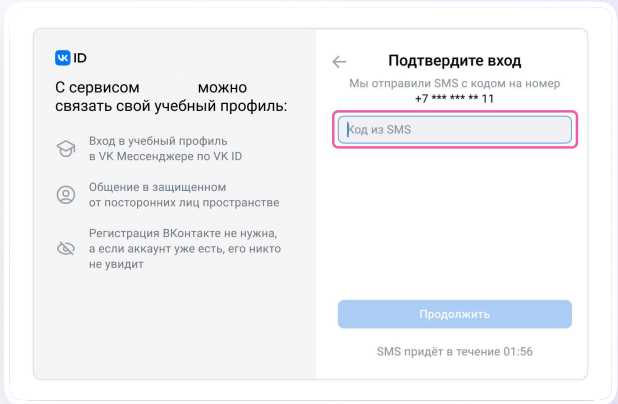 VK ID
С сервисом можно
связать свой учебный профиль:
Вход в учебный профиль
в VK Мессенджере по VK ID
Общение в защищенном
от посторонних лиц пространстве
Регистрация ВКонтакте не нужна,
а если аккаунт уже есть, его никто
не увидит
Подтвердите вход
Мы отправили SMS с кодом на номер
+7 *** *** ** 11
Код из SMS
Продолжить
SMS придёт в течение 01:56